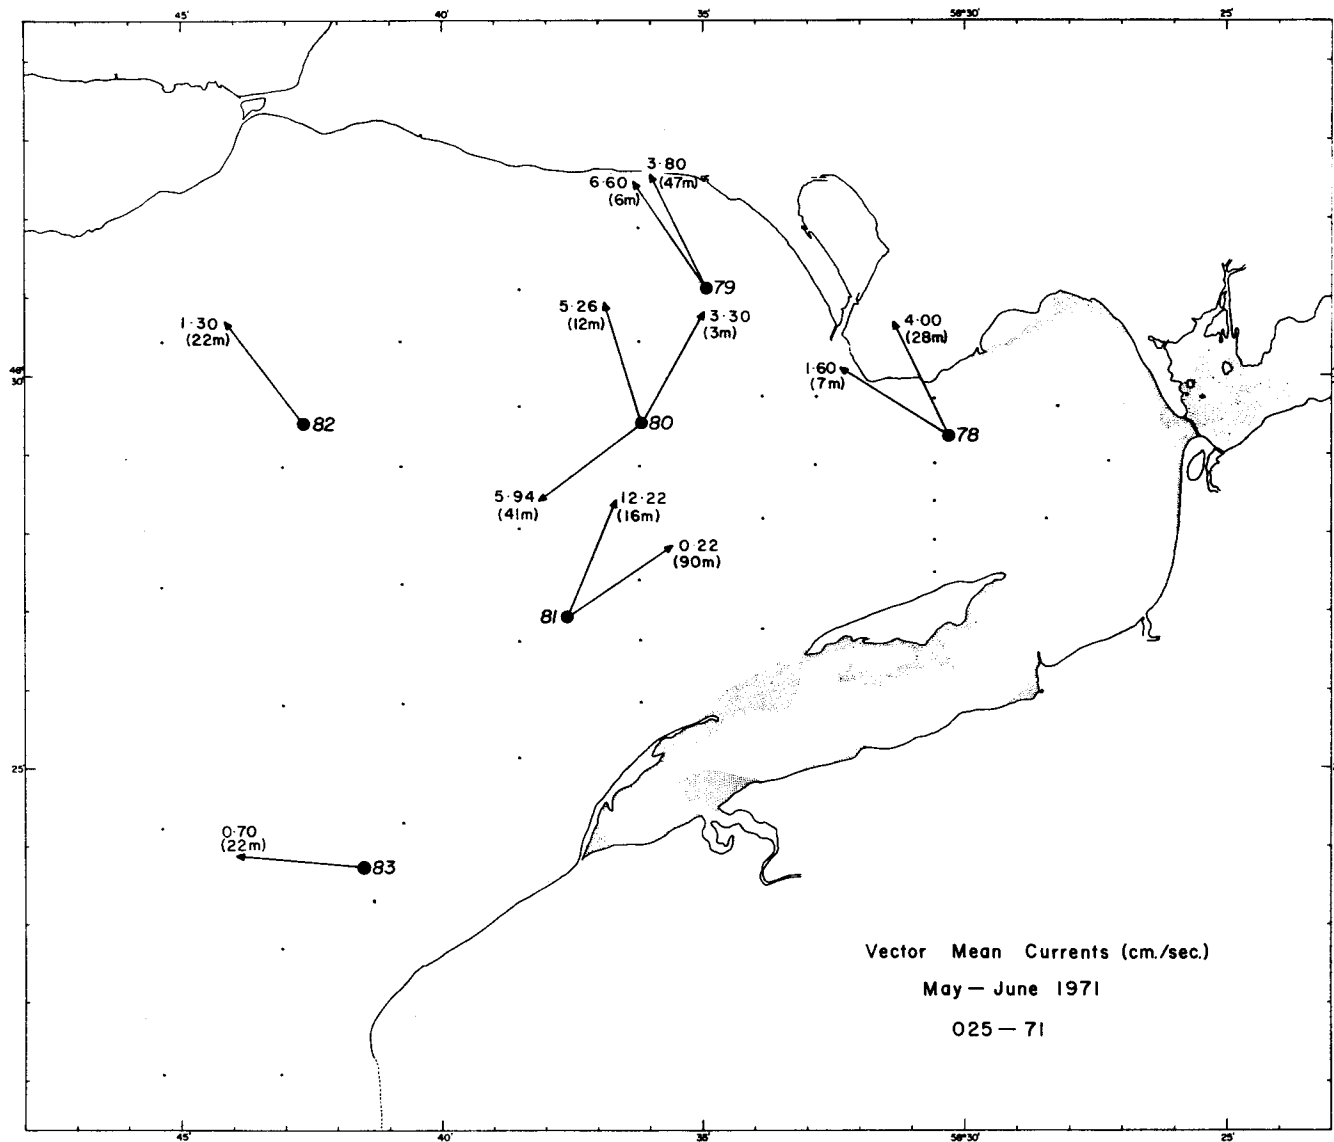 45' 40' 35' 58°30' 25'
3·80
(47m)
6·60
(6m)
79
5·26
(12m)
3·30
(3m)
1·30
(22m)
4·00
(28m)
1·60
(7m)
30'
82
80
78
5·94
(41m)
12·22
(16m)
0·22
(90m)
81
25'
0·70
(22m)
83
Vector Mean Currents (cm./sec.)
May — June 1971
025 — 71
45' 40' 35' 58°30' 25'